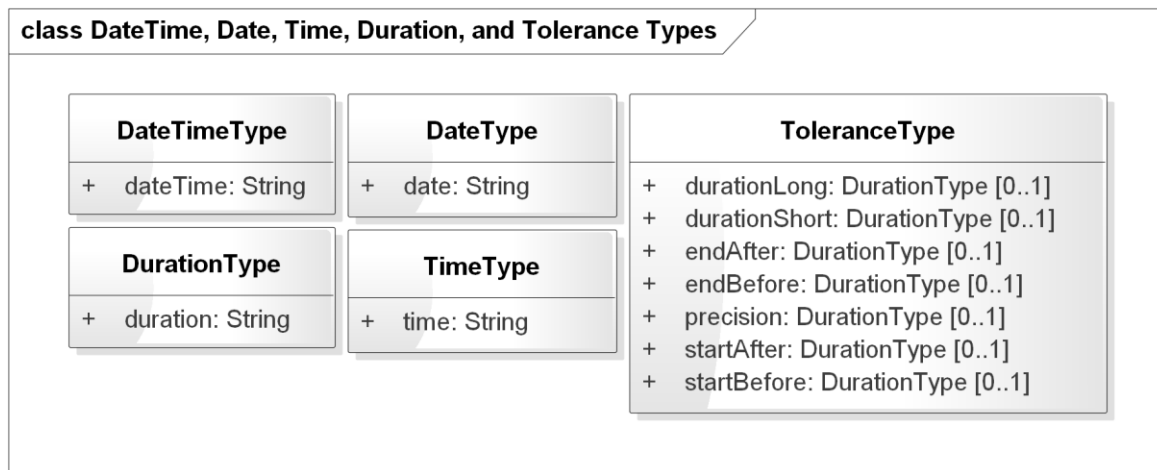 class DateTime, Date, Time, Duration, and Tolerance Types
DateTimeType
+ dateTime: String
DateType
+ date: String
ToleranceType
+ durationLong: DurationType [0..1]
+ durationShort: DurationType [0..1]
+ endAfter: DurationType [0..1]
+ endBefore: DurationType [0..1]
+ precision: DurationType [0..1]
+ startAfter: DurationType [0..1]
+ startBefore: DurationType [0..1]
DurationType
+ duration: String
TimeType
+ time: String